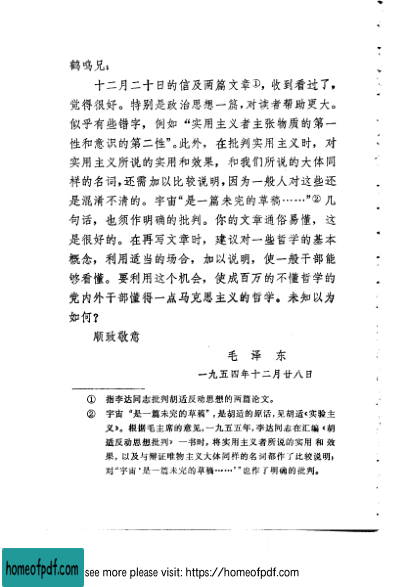 鹤鸣兄：
十二月二十日的信及两篇文章①，收到看过了，
觉得很好。特别是政治思想一篇，对读者帮助更大。
似乎有些错字，例如“实用主义者主张物质的第一
性和意识的第二性”。此外，在批判实用主义时，对
实用主义所说的实用和效果，和我们所说的大体同
样的名词，还需加以比较说明，因为一般人对这些还
是混淆不清的。宇宙“是一篇未完的草稿……”②几
句话，也须作明确的批判。你的文章通俗易懂，这
是很好的。在再写文章时，建议对一些哲学的基本
概念，利用适当的场合，加以说明，使一般干部能
够看懂。要利用这个机会，使成百万的不懂哲学的
党内外干部懂得一点马克思主义的哲学。未知以为
如何？
顺致敬意
毛泽东
一九五四年十二月廿八日
① 指李达同志批判胡适反动思想的两篇论文。
② 宇宙“是一篇未完的草稿”，是胡适的原话，见胡适《实验主
义》。根据毛主席的意见，一九五五年，李达同志在汇编《胡
适反动思想批判》一书时，将实用主义者所说的实用和效
果，以及与辩证唯物主义大体同样的名词都作了比较说明；
对“宇宙‘是一篇未完的草稿……’”也作了明确的批判。
homeofpdf.com
see more please visit: https://homeofpdf.com